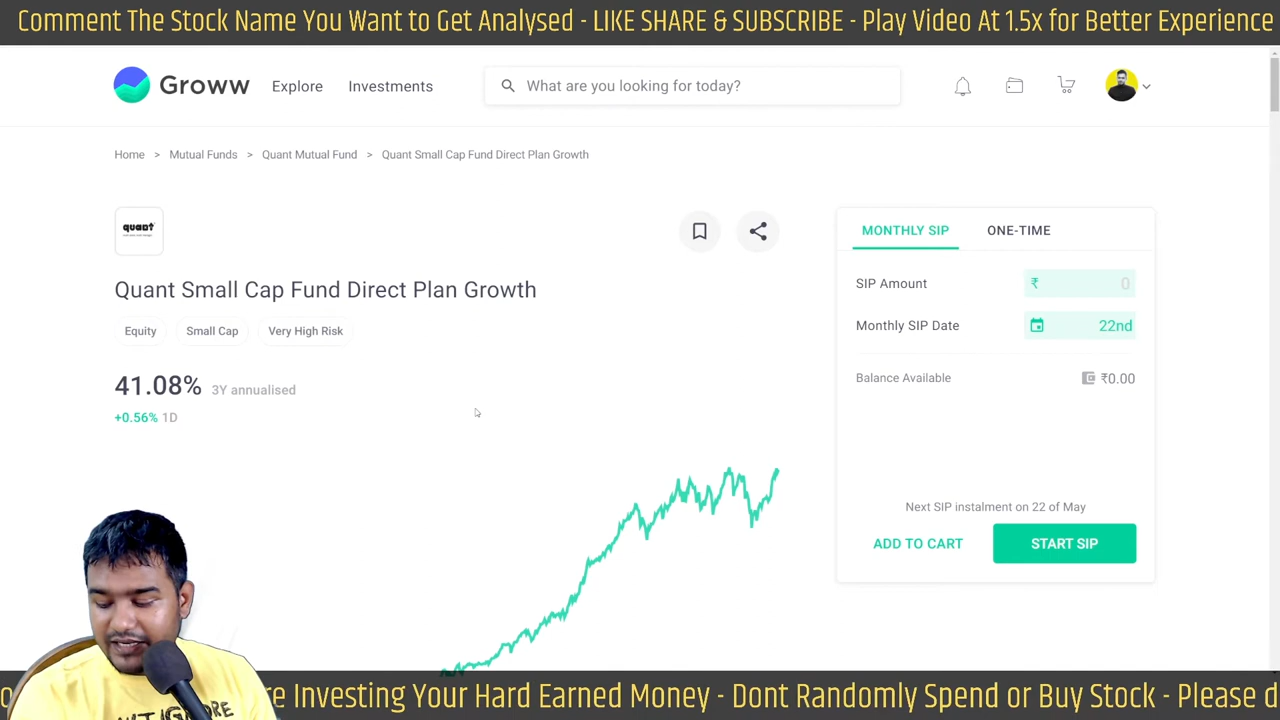 Comment The Stock Name You Want to Get Analysed - LIKE SHARE & SUBSCRIBE - Play Video At 1.5x for Better Experience
Groww
Explore
Investments
What are you looking for today?
Home > Mutual Funds > Quant Mutual Fund > Quant Small Cap Fund Direct Plan Growth
quant
MONTHLY SIP
ONE-TIME
SIP Amount
₹ 0
Quant Small Cap Fund Direct Plan Growth
Monthly SIP Date
22nd
Equity
Small Cap
Very High Risk
Balance Available
₹0.00
41.08% 3Y annualised
+0.56% 1D
Next SIP instalment on 22 of May
ADD TO CART
START SIP
re Investing Your Hard Earned Money - Dont Randomly Spend or Buy Stock - Please d